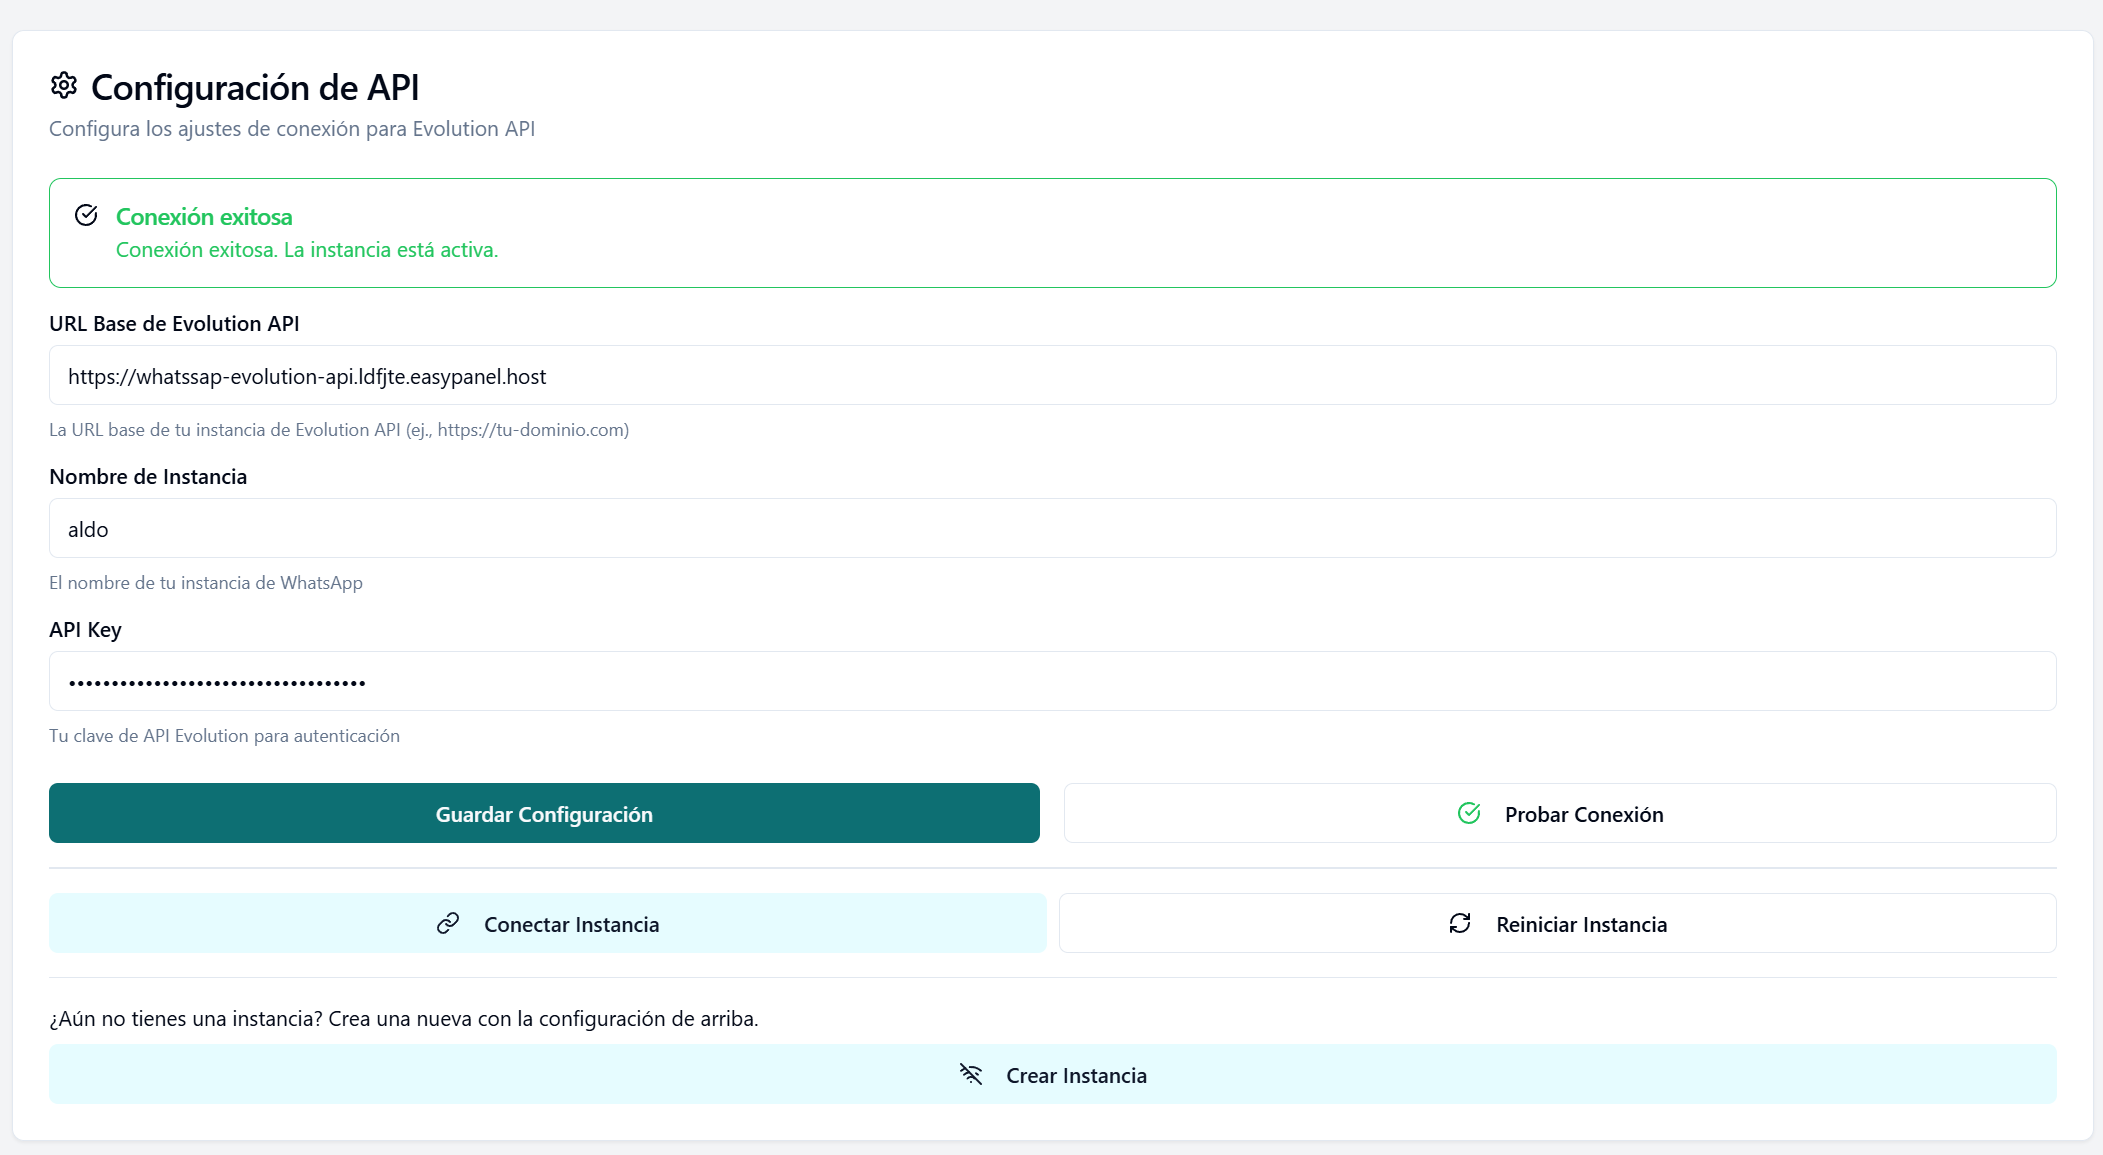 Configuración de API
Configura los ajustes de conexión para Evolution API
Conexión exitosa
Conexión exitosa. La instancia está activa.
URL Base de Evolution API
https://whatssap-evolution-api.ldfjte.easypanel.host
La URL base de tu instancia de Evolution API (ej., https://tu-dominio.com)
Nombre de Instancia
aldo
El nombre de tu instancia de WhatsApp
API Key
•••••••••••••••••••••••••••••••••••
Tu clave de API Evolution para autenticación
Guardar Configuración
Probar Conexión
Conectar Instancia
Reiniciar Instancia
¿Aún no tienes una instancia? Crea una nueva con la configuración de arriba.
Crear Instancia